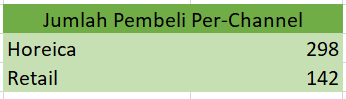 Jumlah Pembeli Per-Channel
Horeica 298
Retail 142